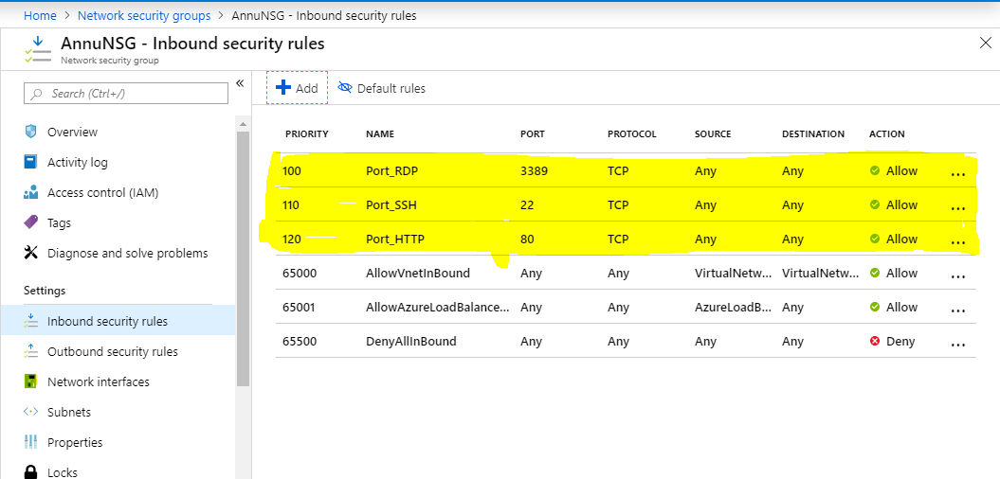 Home > Network security groups > AnnuNSG - Inbound security rules
AnnuNSG - Inbound security rules
Network security group
Search (Ctrl+/)
Overview
Activity log
Access control (IAM)
Tags
Diagnose and solve problems
Settings
Inbound security rules
Outbound security rules
Network interfaces
Subnets
Properties
Locks
Add Default rules
PRIORITY NAME PORT PROTOCOL SOURCE DESTINATION ACTION
100 Port_RDP 3389 TCP Any Any Allow ...
110 Port_SSH 22 TCP Any Any Allow ...
120 Port_HTTP 80 TCP Any Any Allow ...
65000 AllowVnetInBound Any Any VirtualNetw... VirtualNetw... Allow ...
65001 AllowAzureLoadBalance... Any Any AzureLoadB... Any Allow ...
65500 DenyAllInBound Any Any Any Any Deny ...